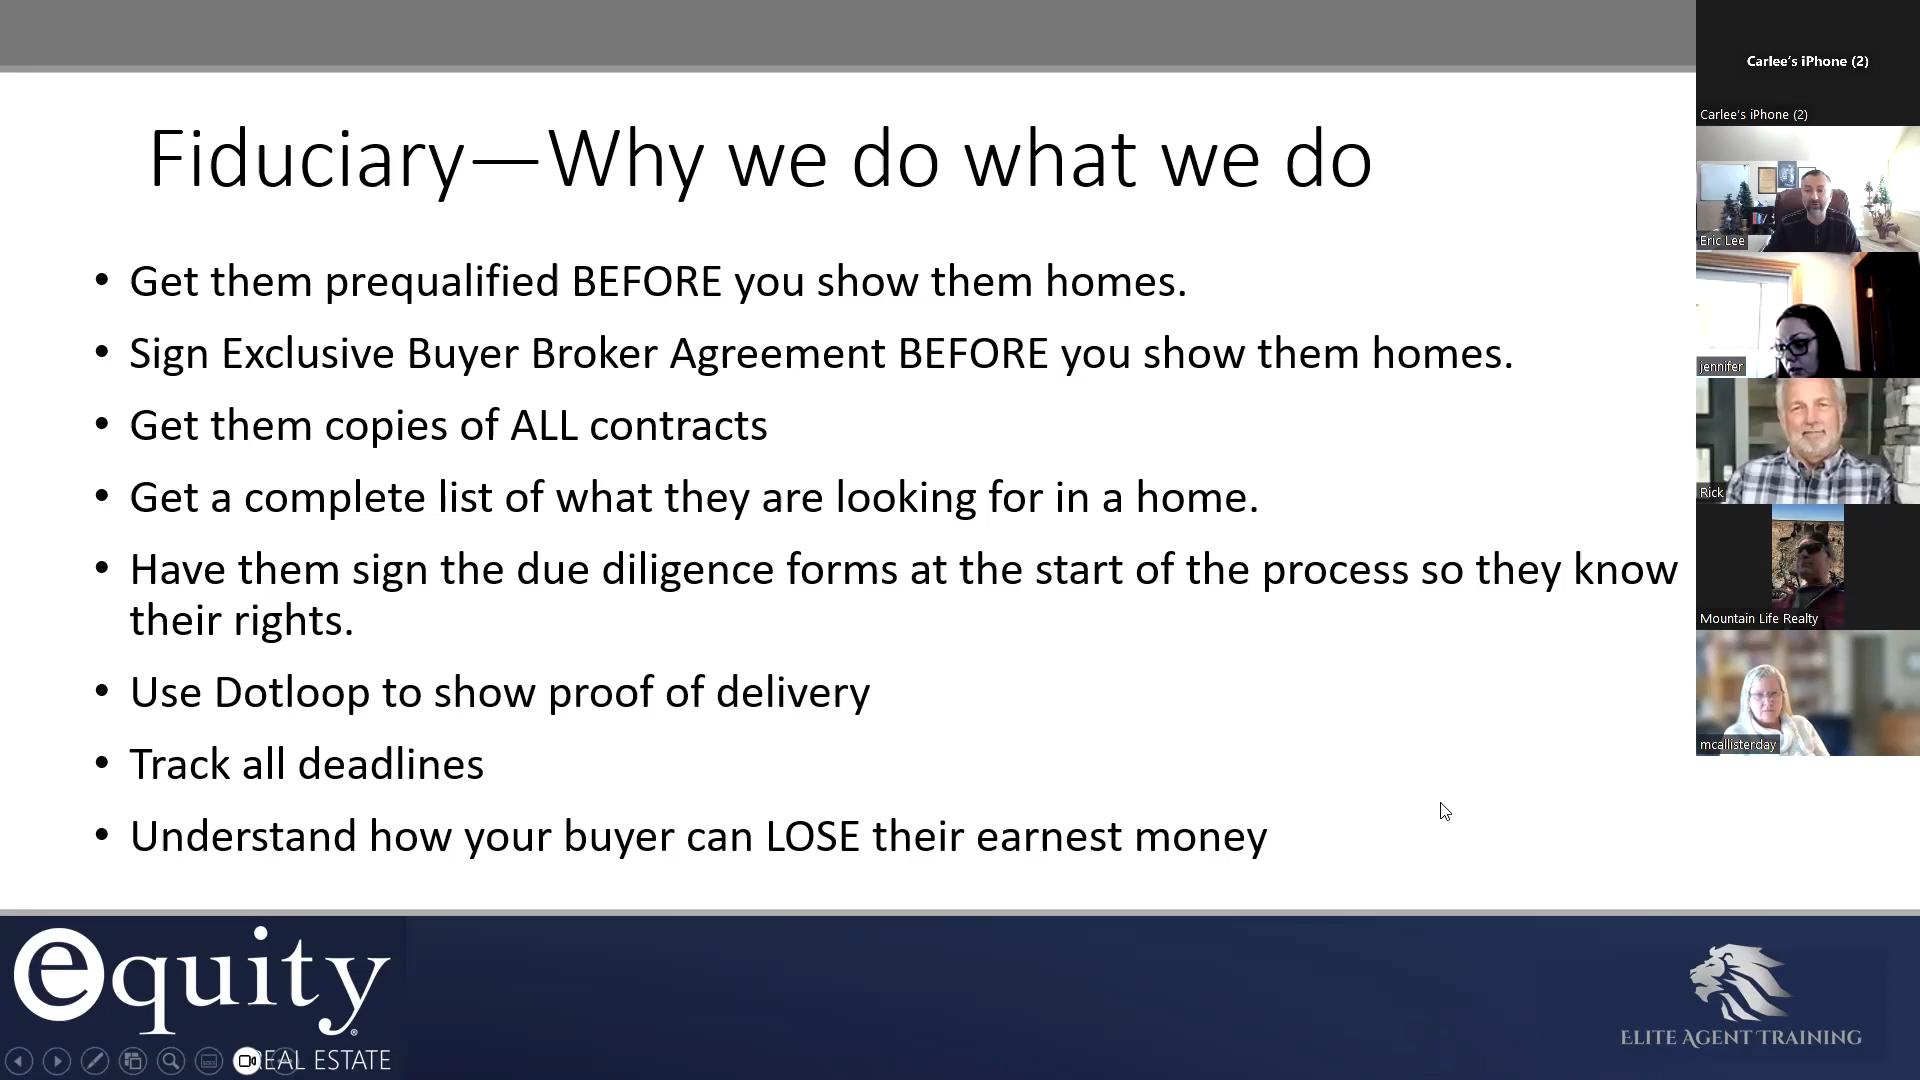 Fiduciary—Why we do what we do
• Get them prequalified BEFORE you show them homes.
• Sign Exclusive Buyer Broker Agreement BEFORE you show them homes.
• Get them copies of ALL contracts
• Get a complete list of what they are looking for in a home.
• Have them sign the due diligence forms at the start of the process so they know
their rights.
• Use Dotloop to show proof of delivery
• Track all deadlines
• Understand how your buyer can LOSE their earnest money
equity®
REAL ESTATE
ELITE AGENT TRAINING
Carlee's iPhone (2)
Carlee's iPhone (2)
Eric Lee
jennifer
Rick
Mountain Life Realty
mcallisterday